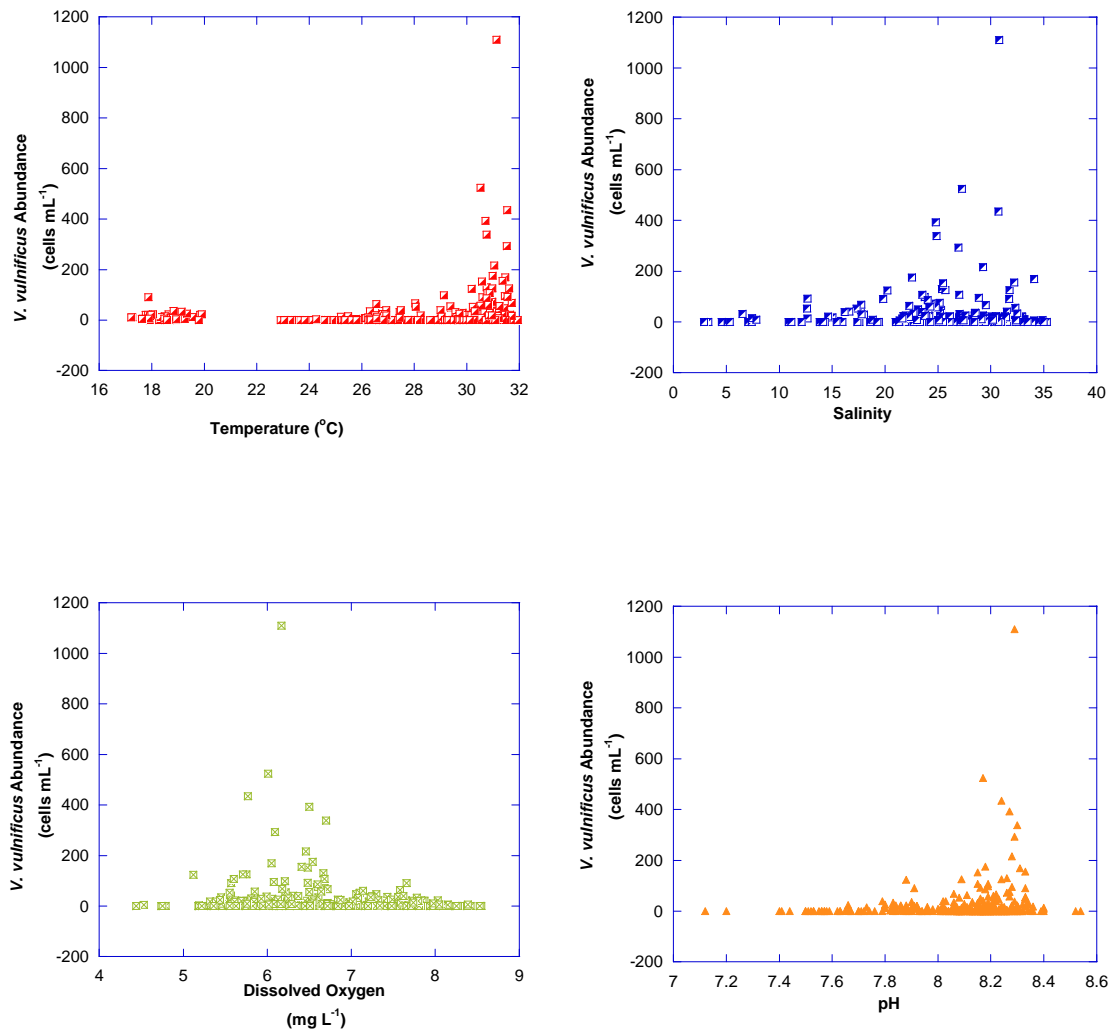 V. vulnificus Abundance
(cells mL-1)
1200
1000
800
600
400
200
0
-200
16 18 20 22 24 26 28 30 32
Temperature (oC)
V. vulnificus Abundance
(cells mL-1)
1200
1000
800
600
400
200
0
-200
0 5 10 15 20 25 30 35 40
Salinity
V. vulnificus Abundance
(cells mL-1)
1200
1000
800
600
400
200
0
-200
4 5 6 7 8 9
Dissolved Oxygen
(mg L-1)
V. vulnificus Abundance
(cells mL-1)
1200
1000
800
600
400
200
0
-200
7 7.2 7.4 7.6 7.8 8 8.2 8.4 8.6
pH